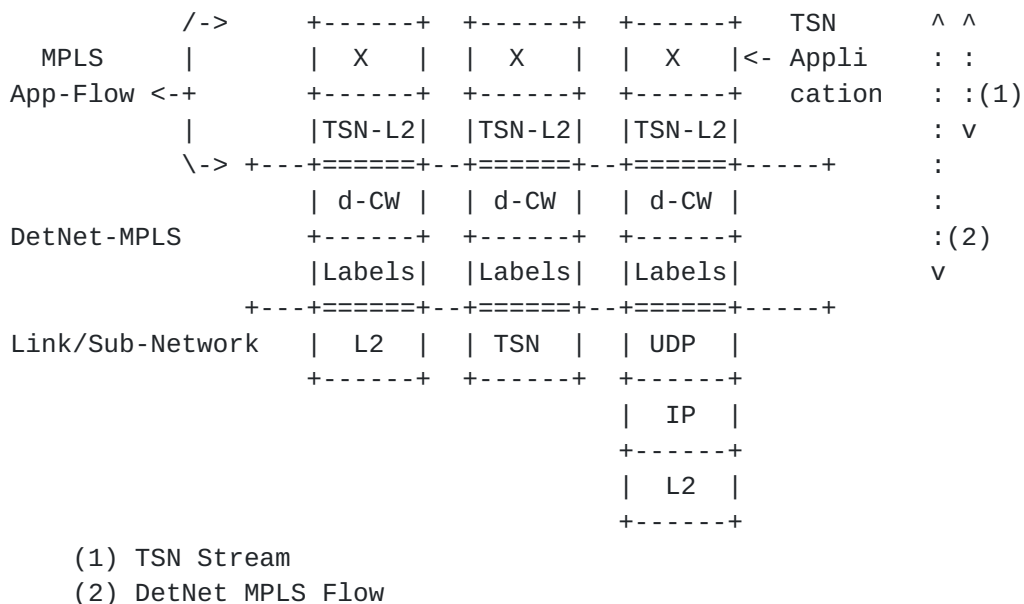 /->     +------+  +------+  +------+   TSN      ^ ^
  MPLS     |       |  X   |  |  X   |  |  X   |<- Appli    : :
App-Flow <-+       +------+  +------+  +------+   cation   : :(1)
           |       |TSN-L2|  |TSN-L2|  |TSN-L2|            : v
           \-> +---+======+--+======+--+======+-----+      :
                   | d-CW |  | d-CW |  | d-CW |            :
DetNet-MPLS        +------+  +------+  +------+            :(2)
                   |Labels|  |Labels|  |Labels|            v
               +---+======+--+======+--+======+-----+
Link/Sub-Network   |  L2  |  | TSN  |  | UDP  |
                   +------+  +------+  +------+
                                       |  IP  |
                                       +------+
                                       |  L2  |
                                       +------+
    (1) TSN Stream
    (2) DetNet MPLS Flow